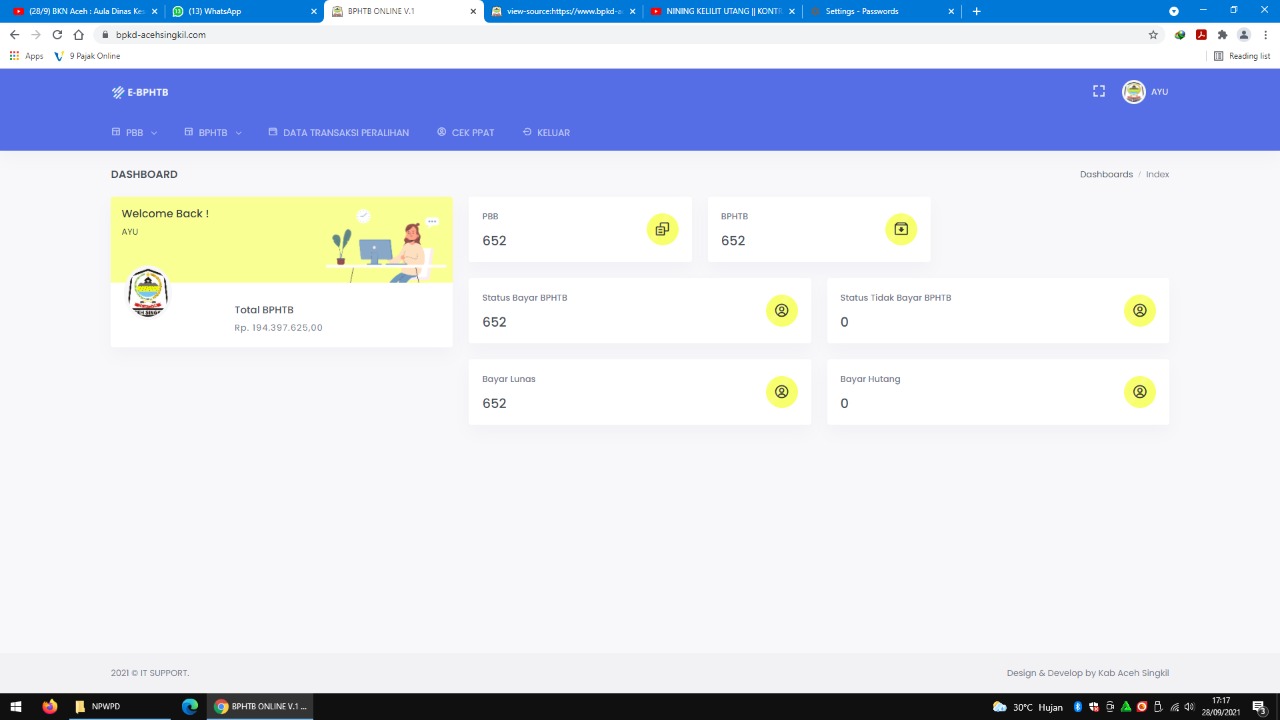 (28/9) BKN Aceh : Aula Dinas Kes
(13) WhatsApp
BPHTB ONLINE V.1
view-source:https://www.bpkd-a
NINING KELILIT UTANG || KONTR
Settings - Passwords
bpkd-acehsingkil.com
Apps
9 Pajak Online
Reading list
E-BPHTB
AYU
PBB
BPHTB
DATA TRANSAKSI PERALIHAN
CEK PPAT
KELUAR
DASHBOARD
Dashboards / Index
Welcome Back !
AYU
Total BPHTB
Rp. 194.397.625,00
PBB
652
BPHTB
652
Status Bayar BPHTB
652
Status Tidak Bayar BPHTB
0
Bayar Lunas
652
Bayar Hutang
0
2021 © IT SUPPORT.
Design & Develop by Kab Aceh Singkil
NPWPD
BPHTB ONLINE V.1 ...
30°C Hujan
17:17
28/09/2021